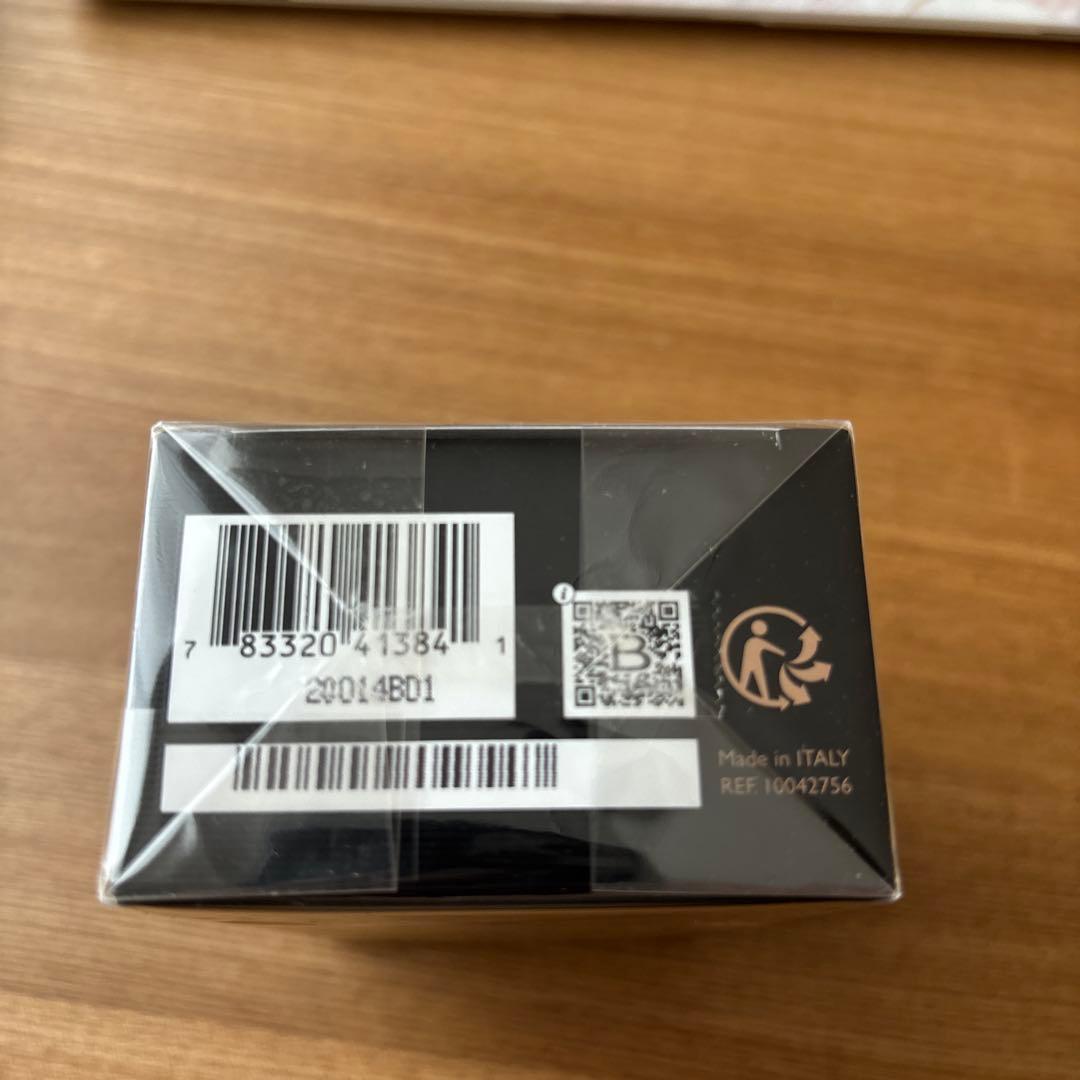 7 83320 41384 1
20014BD1
i
B
Made in ITALY
REF. 10042756